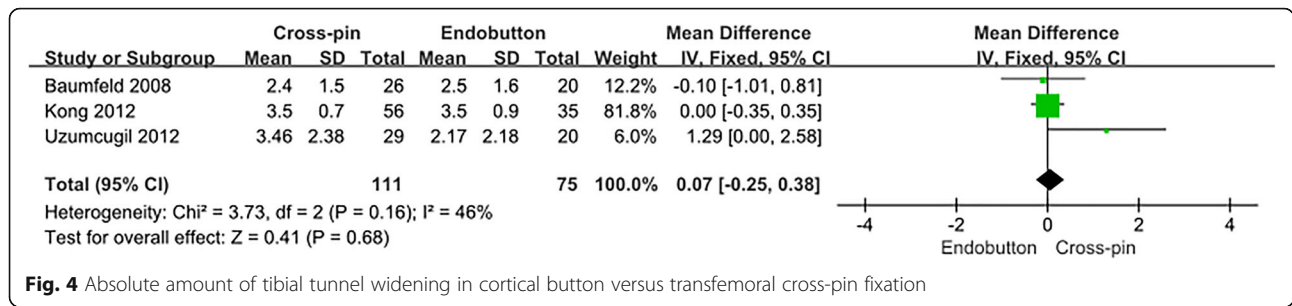 Cross-pin Endobutton Mean Difference Mean Difference
Study or Subgroup Mean SD Total Mean SD Total Weight IV, Fixed, 95% CI IV, Fixed, 95% CI
Baumfeld 2008 2.4 1.5 26 2.5 1.6 20 12.2% -0.10 [-1.01, 0.81]
Kong 2012 3.5 0.7 56 3.5 0.9 35 81.8% 0.00 [-0.35, 0.35]
Uzumcugil 2012 3.46 2.38 29 2.17 2.18 20 6.0% 1.29 [0.00, 2.58]
Total (95% CI) 111 75 100.0% 0.07 [-0.25, 0.38]
Heterogeneity: Chi² = 3.73, df = 2 (P = 0.16); I² = 46%
Test for overall effect: Z = 0.41 (P = 0.68)
-4 -2 0 2 4
Endobutton Cross-pin
Fig. 4 Absolute amount of tibial tunnel widening in cortical button versus transfemoral cross-pin fixation